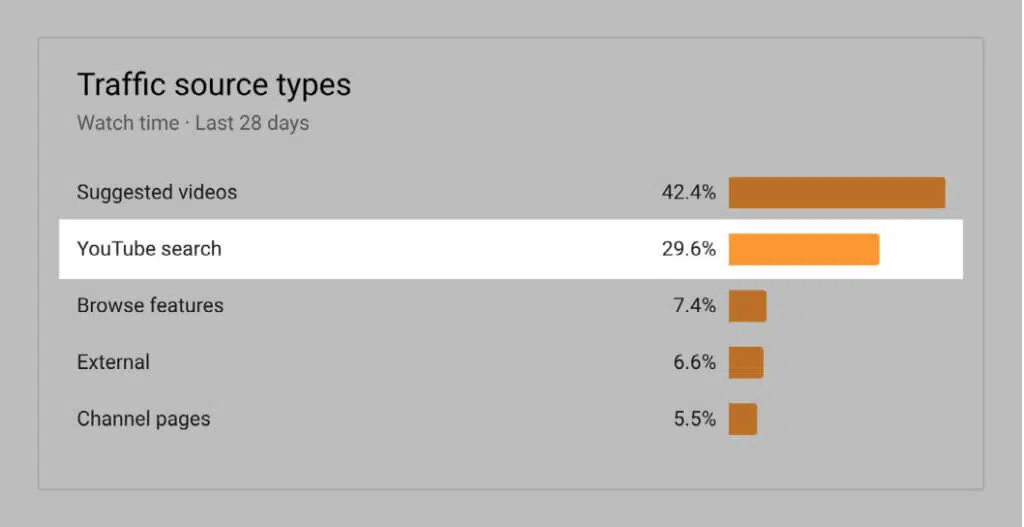 Traffic source types
Watch time · Last 28 days
Suggested videos 42.4%
YouTube search 29.6%
Browse features 7.4%
External 6.6%
Channel pages 5.5%